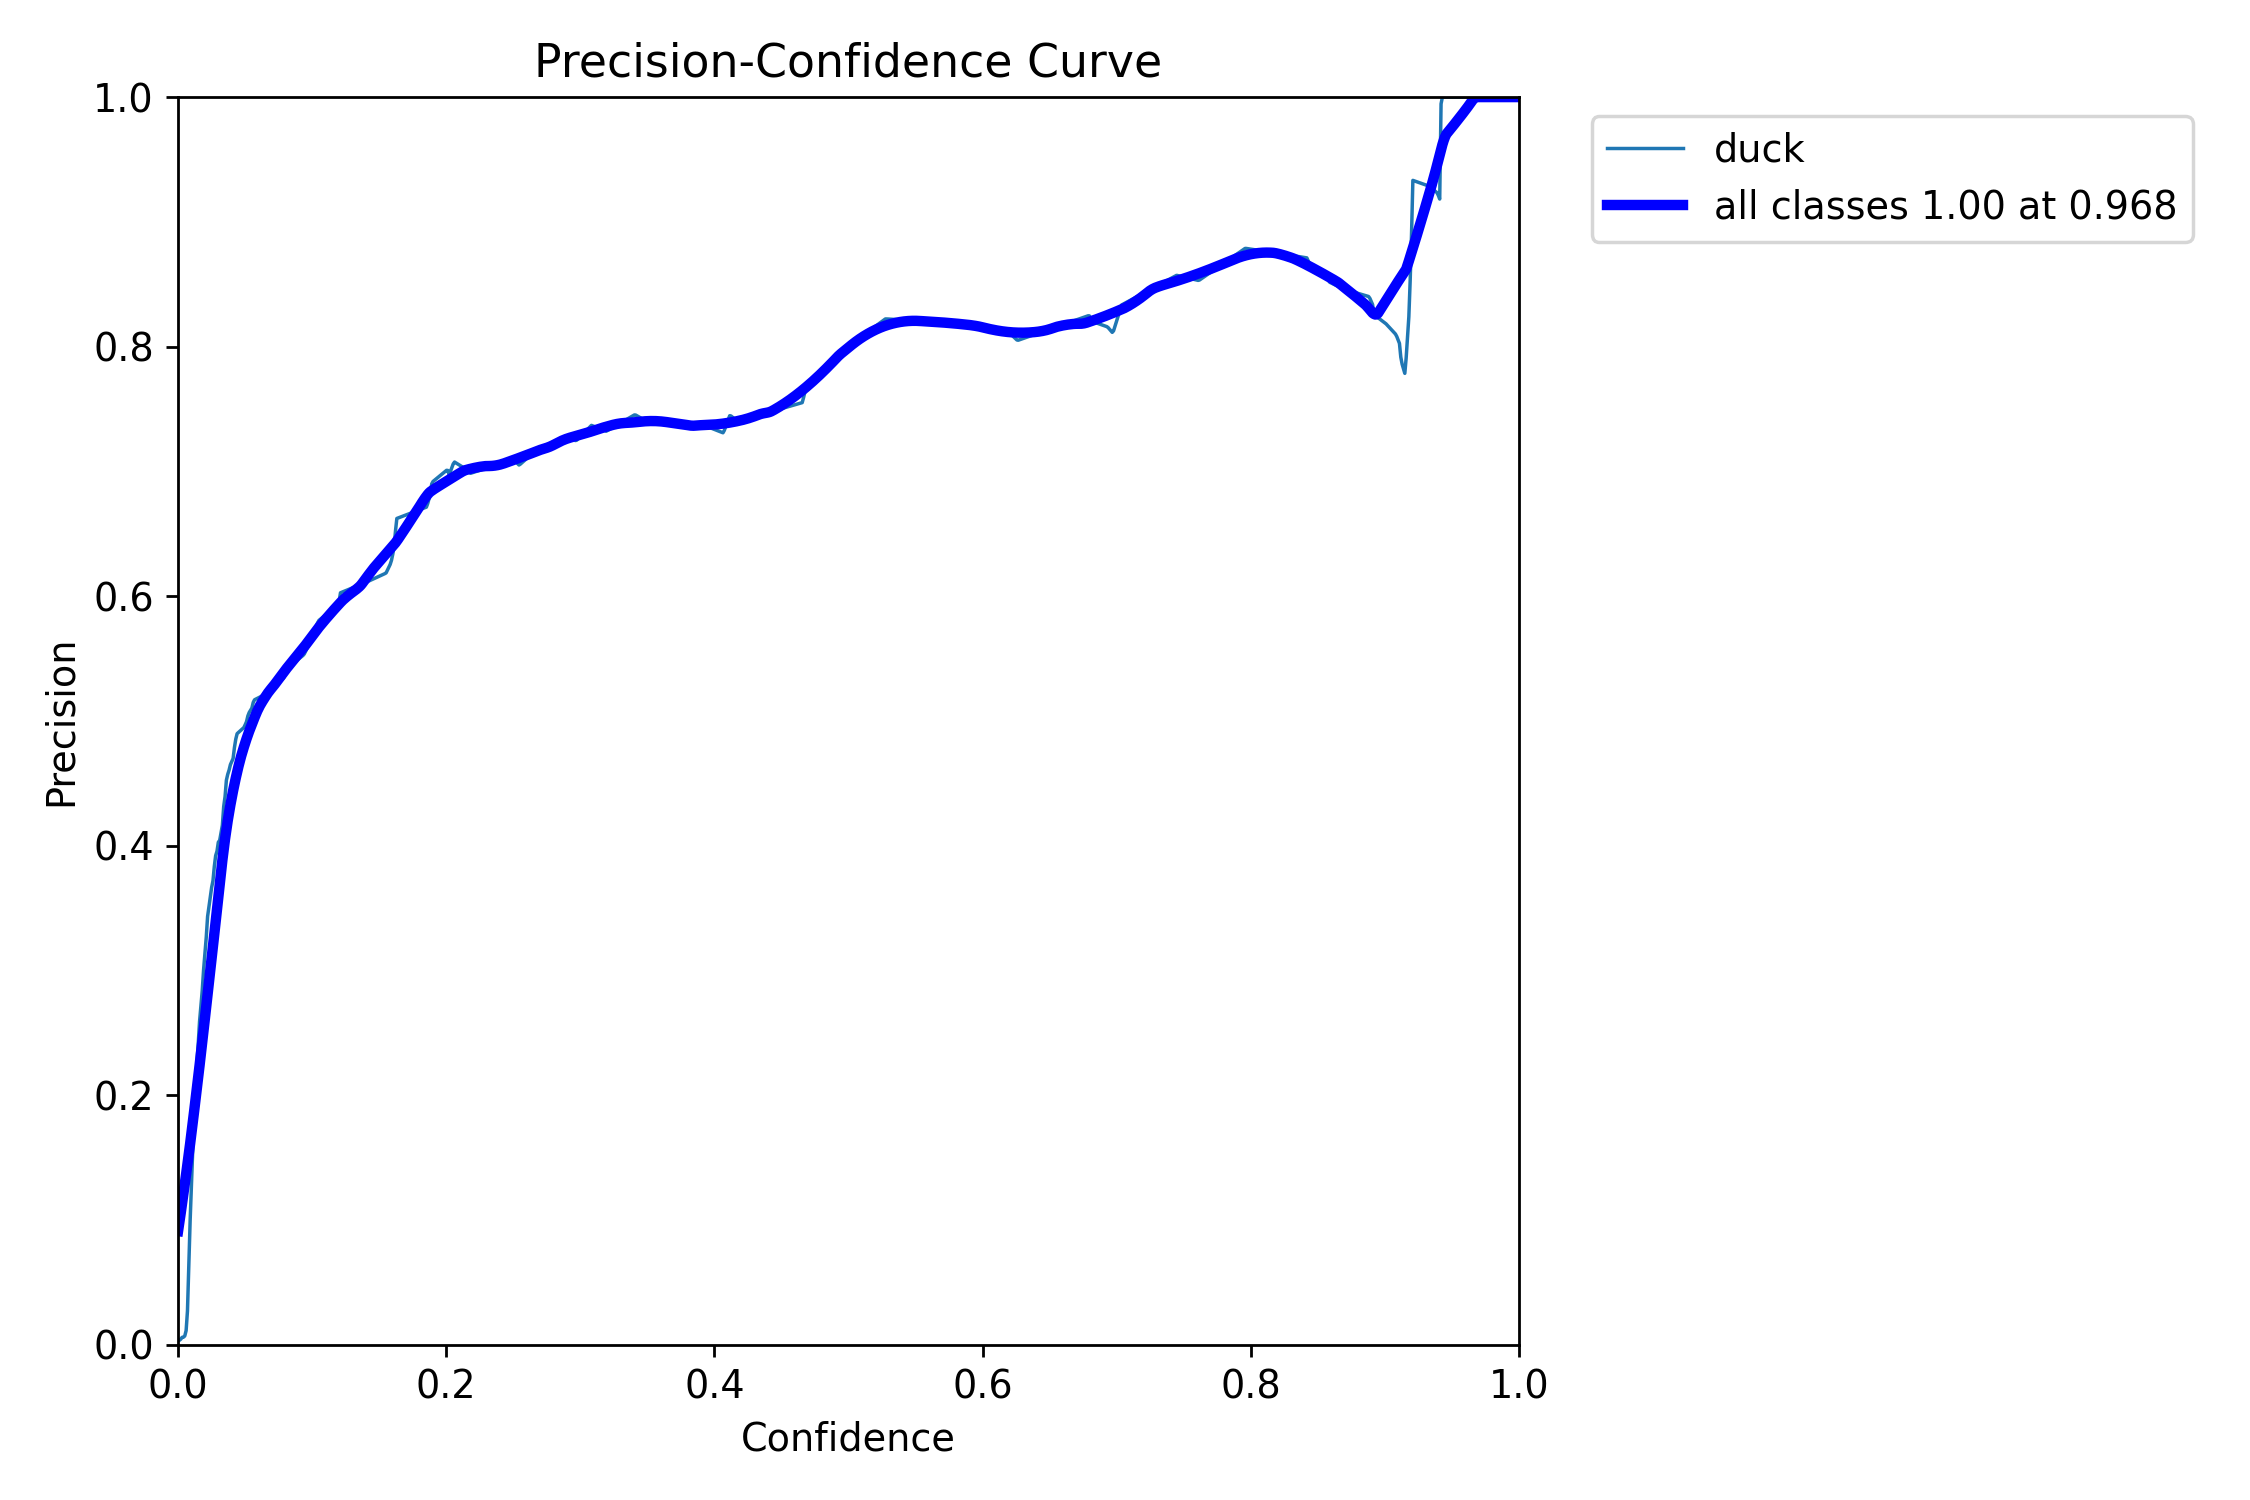 Precision-Confidence Curve
1.0
0.8
0.6
0.4
0.2
0.0
Precision
0.0 0.2 0.4 0.6 0.8 1.0
Confidence
duck
all classes 1.00 at 0.968